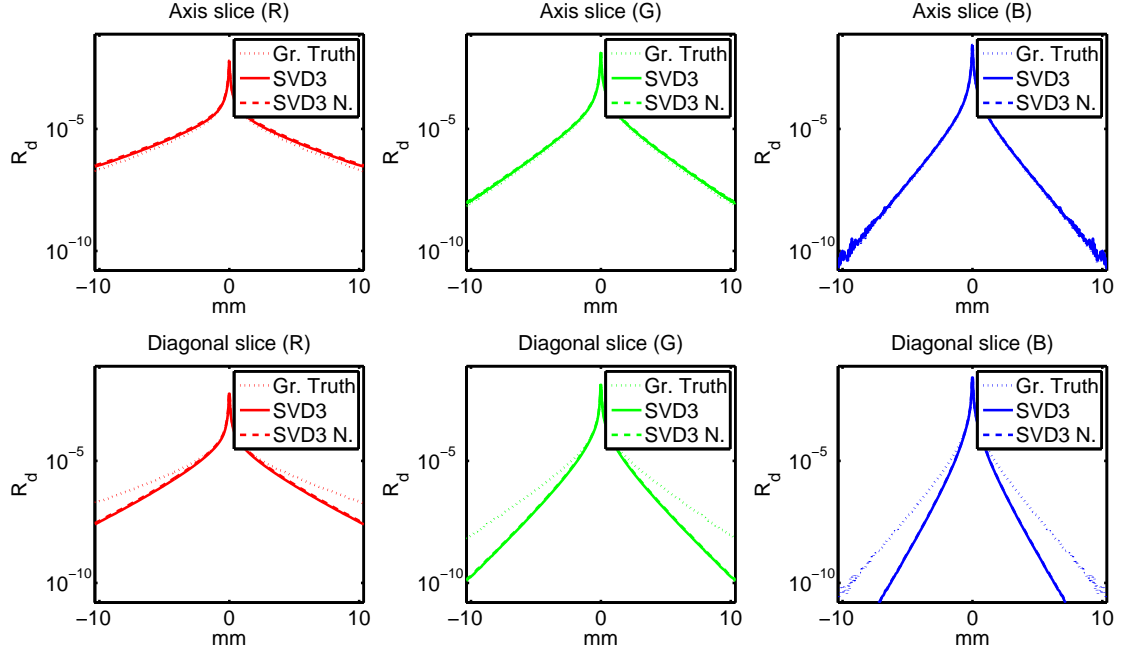 Axis slice (R)
Gr. Truth
SVD3
SVD3 N.
R_d
10^−5
10^−10
−10 0 10
mm
Axis slice (G)
Gr. Truth
SVD3
SVD3 N.
R_d
10^−5
10^−10
−10 0 10
mm
Axis slice (B)
Gr. Truth
SVD3
SVD3 N.
R_d
10^−5
10^−10
−10 0 10
mm
Diagonal slice (R)
Gr. Truth
SVD3
SVD3 N.
R_d
10^−5
10^−10
−10 0 10
mm
Diagonal slice (G)
Gr. Truth
SVD3
SVD3 N.
R_d
10^−5
10^−10
−10 0 10
mm
Diagonal slice (B)
Gr. Truth
SVD3
SVD3 N.
R_d
10^−5
10^−10
−10 0 10
mm